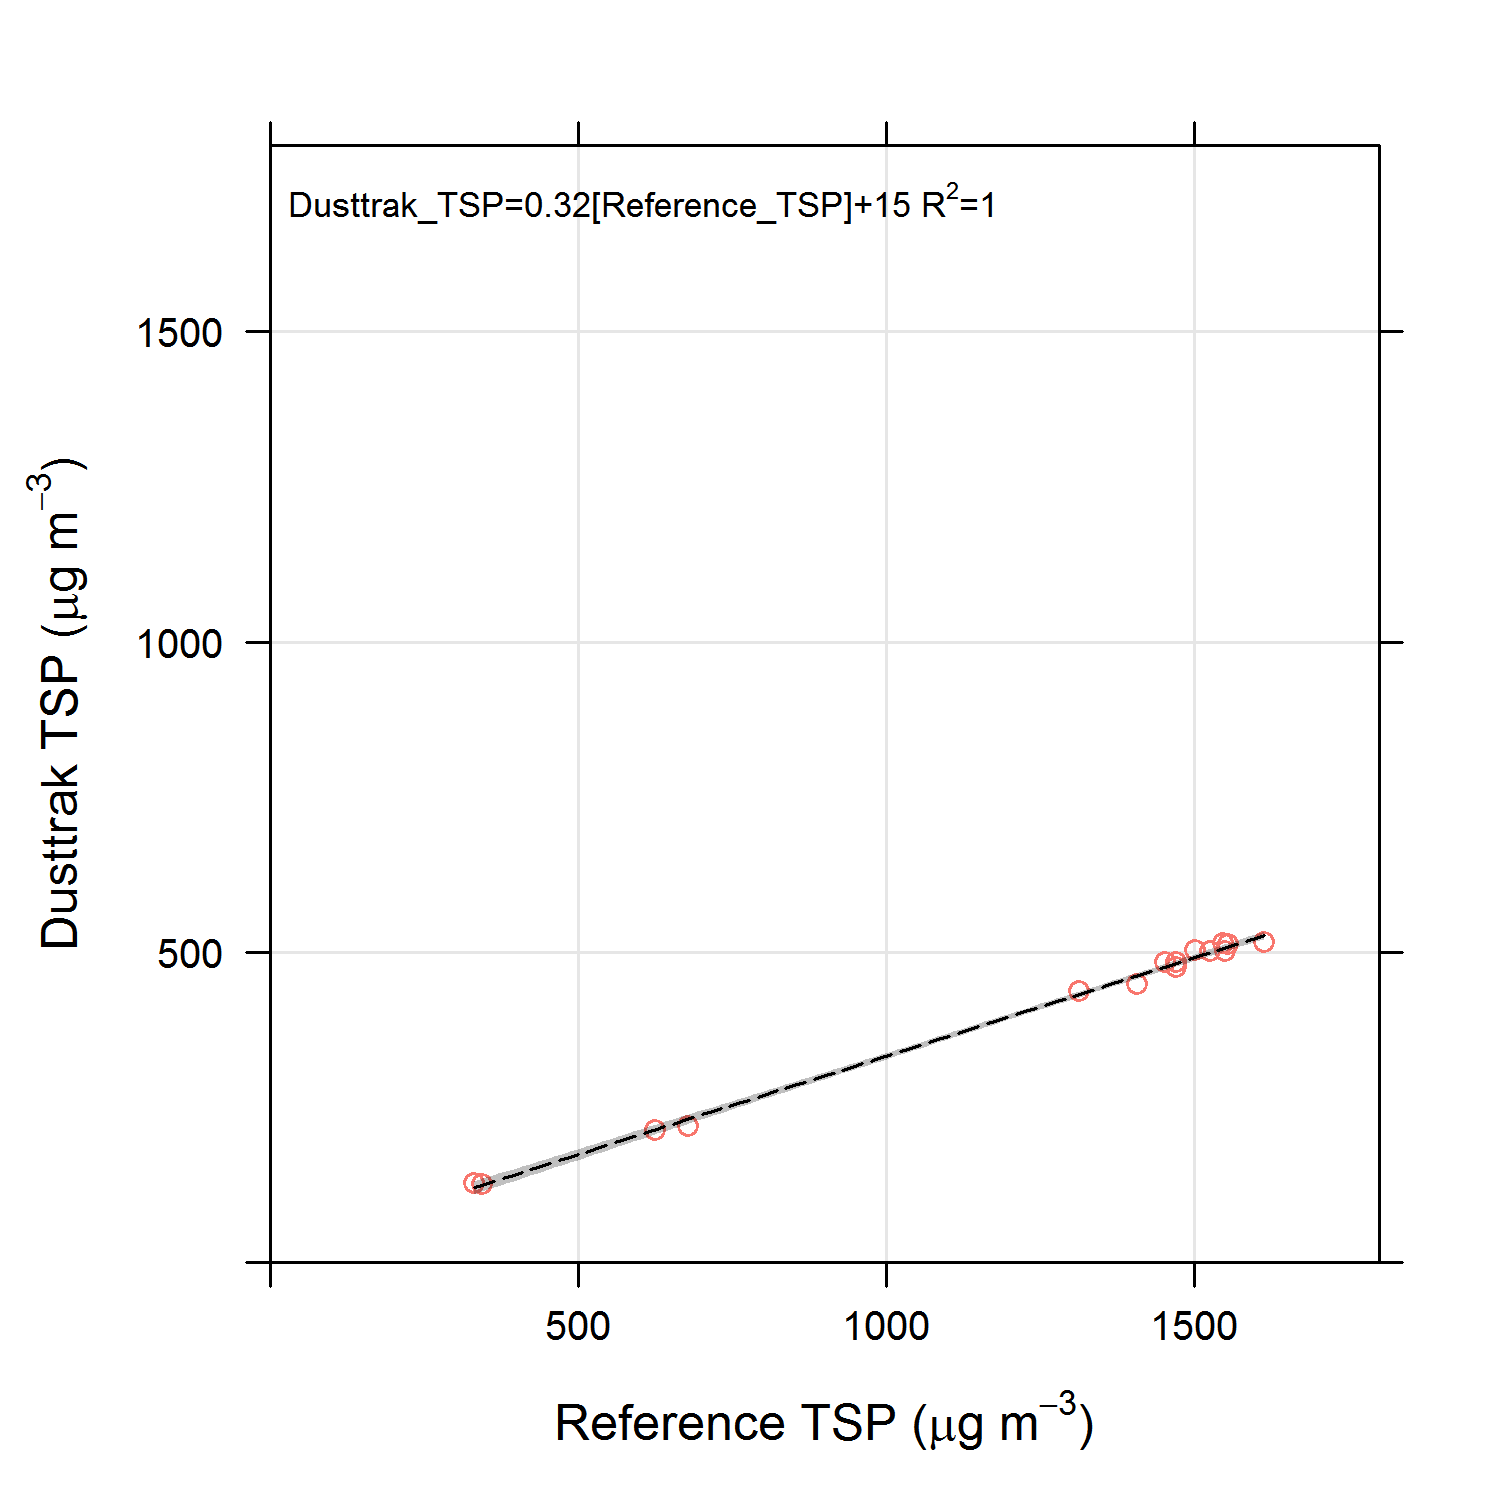 Dusttrak_TSP=0.32[Reference_TSP]+15 R²=1
1500
1000
500
Dusttrak TSP (μg m⁻³)
500 1000 1500
Reference TSP (μg m⁻³)